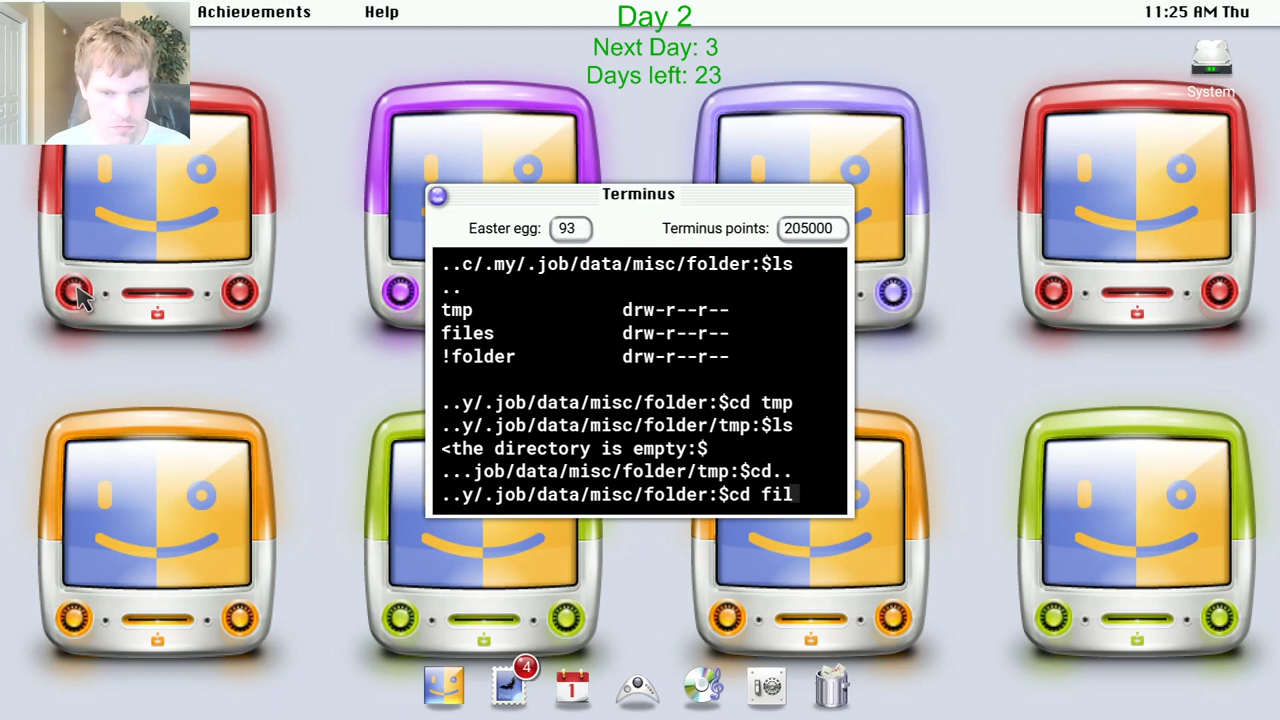 Achievements Help
Day 2
Next Day: 3
Days left: 23
11:25 AM Thu
System
Terminus
Easter egg: 93 Terminus points: 205000
..c/.my/.job/data/misc/folder:$ls
..
tmp drw-r--r--
files drw-r--r--
!folder drw-r--r--
..y/.job/data/misc/folder:$cd tmp
..y/.job/data/misc/folder/tmp:$ls
<the directory is empty:$
...job/data/misc/folder/tmp:$cd..
..y/.job/data/misc/folder:$cd fil
4
1